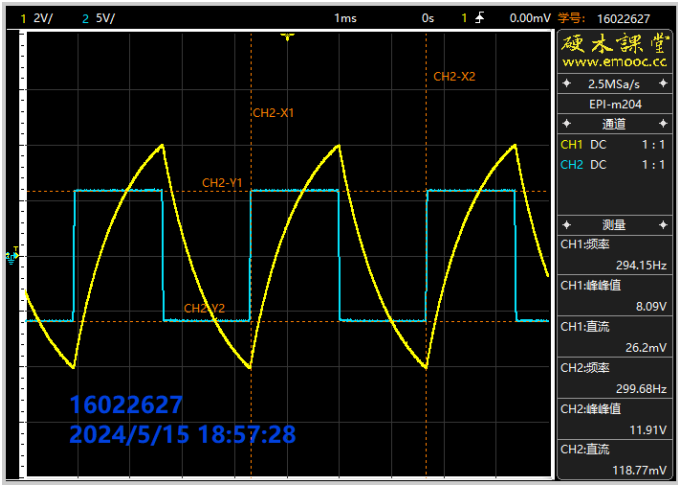 1 2V/ 2 5V/ 1ms 0s 1 0.00mV 学号: 16022627
硬木課堂
www.emooc.cc
2.5MSa/s
EPI-m204
通道
CH1 DC 1 : 1
CH2 DC 1 : 1
测量
CH1:频率
294.15Hz
CH1:峰峰值
8.09V
CH1:直流
26.2mV
CH2:频率
299.68Hz
CH2:峰峰值
11.91V
CH2:直流
118.77mV
CH2-X2
CH2-X1
CH2-Y1
CH2-Y2
T
16022627
2024/5/15 18:57:28